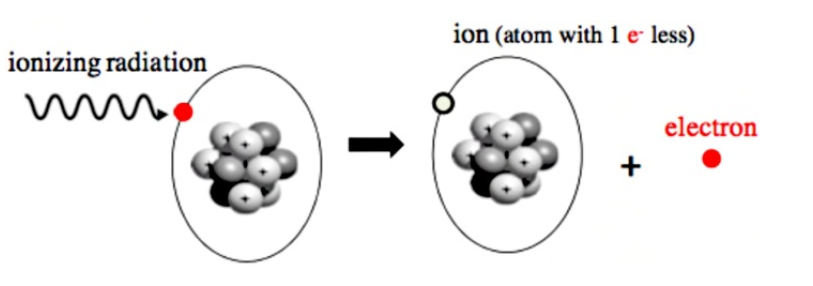 ion (atom with 1 e- less)
ionizing radiation
electron
+